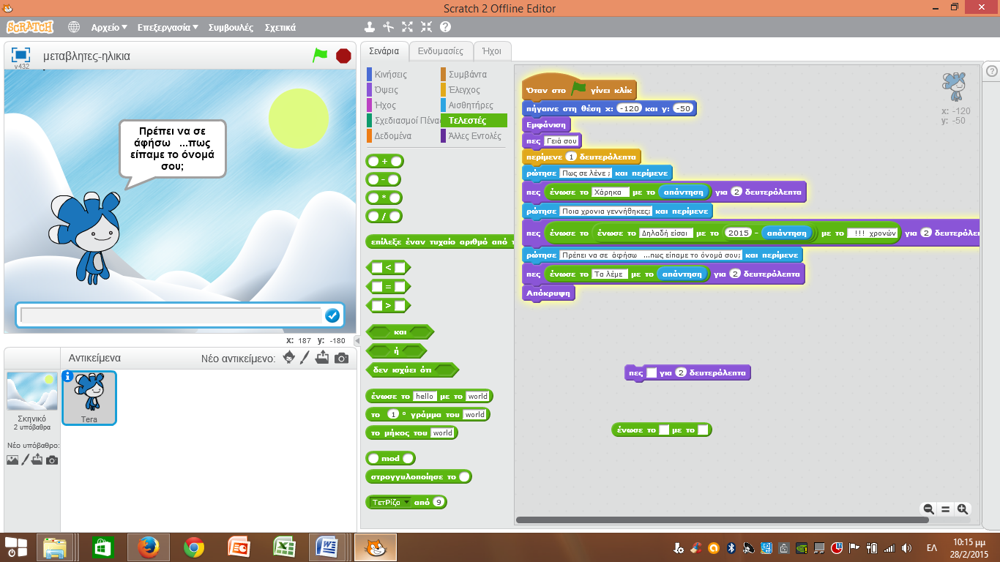 Scratch 2 Offline Editor
SCRATCH Αρχείο Επεξεργασία Συμβουλές Σχετικά
v432
μεταβλητες-ηλικια
Πρέπει να σε
άφήσω ...πως
είπαμε το όνομά
σου;
x: 187 y: -180
Αντικείμενα Νέο αντικείμενο:
Σκηνικό
2 υπόβαθρα
Νέο υπόβαθρο:
Tera
Σενάρια Ενδυμασίες Ήχοι
Κινήσεις Συμβάντα
Όψεις Έλεγχος
Ήχος Αισθητήρες
Σχεδιασμοί Πένας Τελεστές
Δεδομένα Άλλες Εντολές
+
-
*
/
επίλεξε έναν τυχαίο αριθμό από τ
<
=
>
και
ή
δεν ισχύει ότι
ένωσε το hello με το world
το 1 ° γράμμα του world
το μήκος του world
mod
στρογγυλοποίησε το
ΤετΡίζα από 9
Όταν στο γίνει κλίκ
πήγαινε στη θέση x: -120 και y: -50
Εμφάνιση
πες Γειά σου
περίμενε 1 δευτερόλεπτα
ρώτησε Πως σε λένε ; και περίμενε
πες ένωσε το Χάρηκα με το απάντηση για 2 δευτερόλεπτα
ρώτησε Ποια χρονια γεννήθηκες; και περίμενε
πες ένωσε το ένωσε το Δηλαδή είσαι με το 2015 - απάντηση με το !!! χρονών για 2 δευτερόλε
ρώτησε Πρέπει να σε άφήσω ...πως είπαμε το όνομά σου; και περίμενε
πες ένωσε το Τα λέμε με το απάντηση για 2 δευτερόλεπτα
Απόκρυψη
πες για 2 δευτερόλεπτα
ένωσε το με το
x: -120
y: -50
ΕΛ
10:15 μμ
28/2/2015